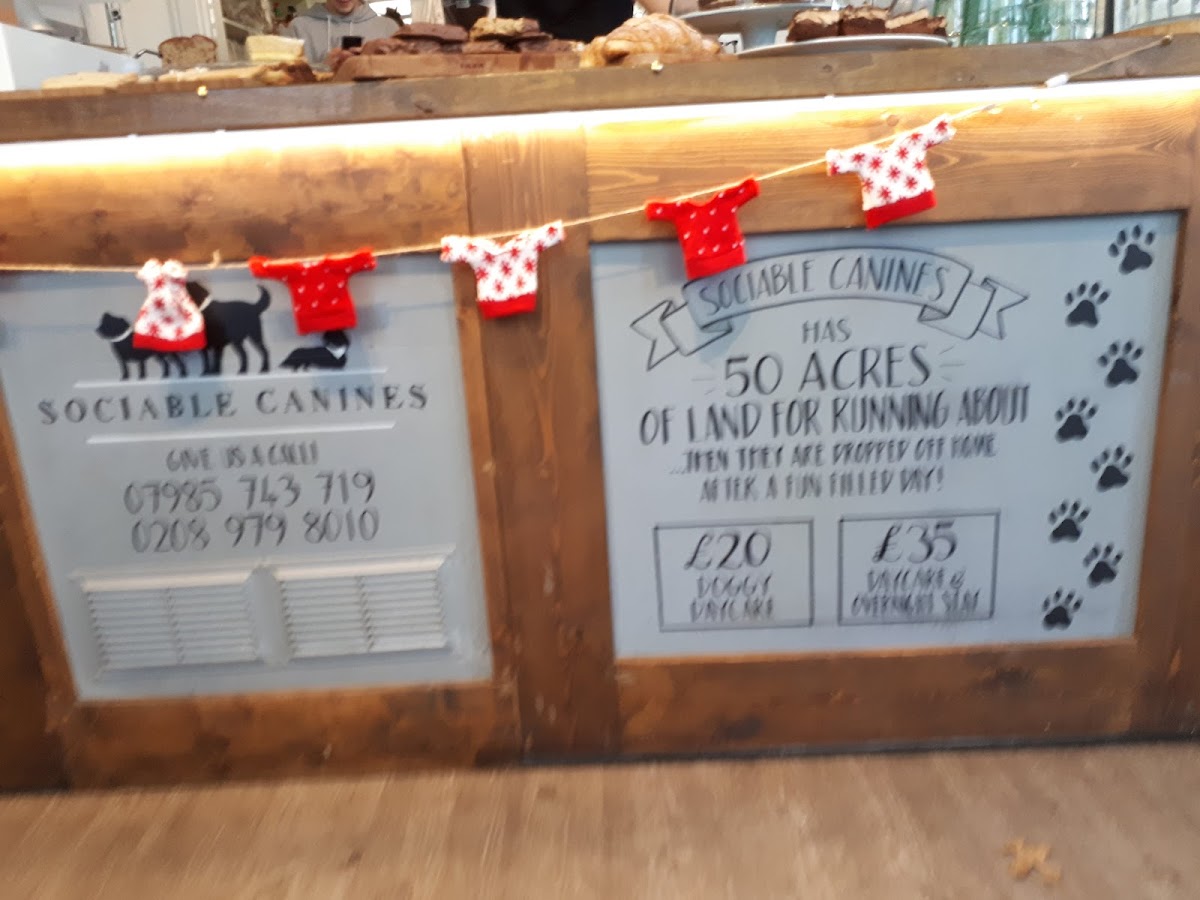 SOCIABLE CANINES
GIVE US A CALL!
07985 743 719
0208 979 8010
SOCIABLE CANINES
HAS
50 ACRES
OF LAND FOR RUNNING ABOUT
...THEN THEY ARE DROPPED OFF HOME
AFTER A FUN FILLED DAY!
£20
DOGGY
DAYCARE
£35
DAYCARE &
OVERNIGHT STAY